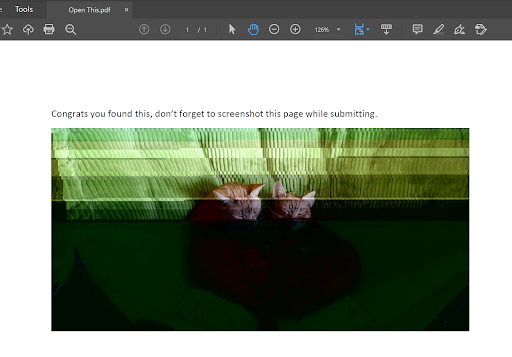 Tools
Open This.pdf ×
1 / 1
126%
Congrats you found this, don't forget to screenshot this page while submitting.